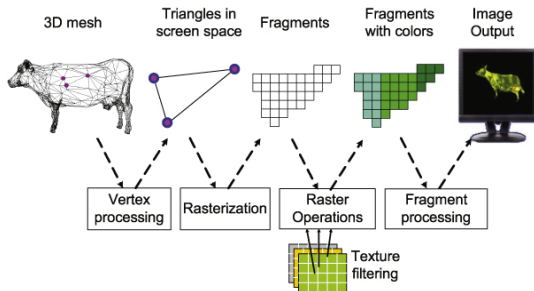 3D mesh
Triangles in
screen space
Fragments
Fragments
with colors
Image
Output
Vertex
processing
Rasterization
Raster
Operations
Fragment
processing
Texture
filtering